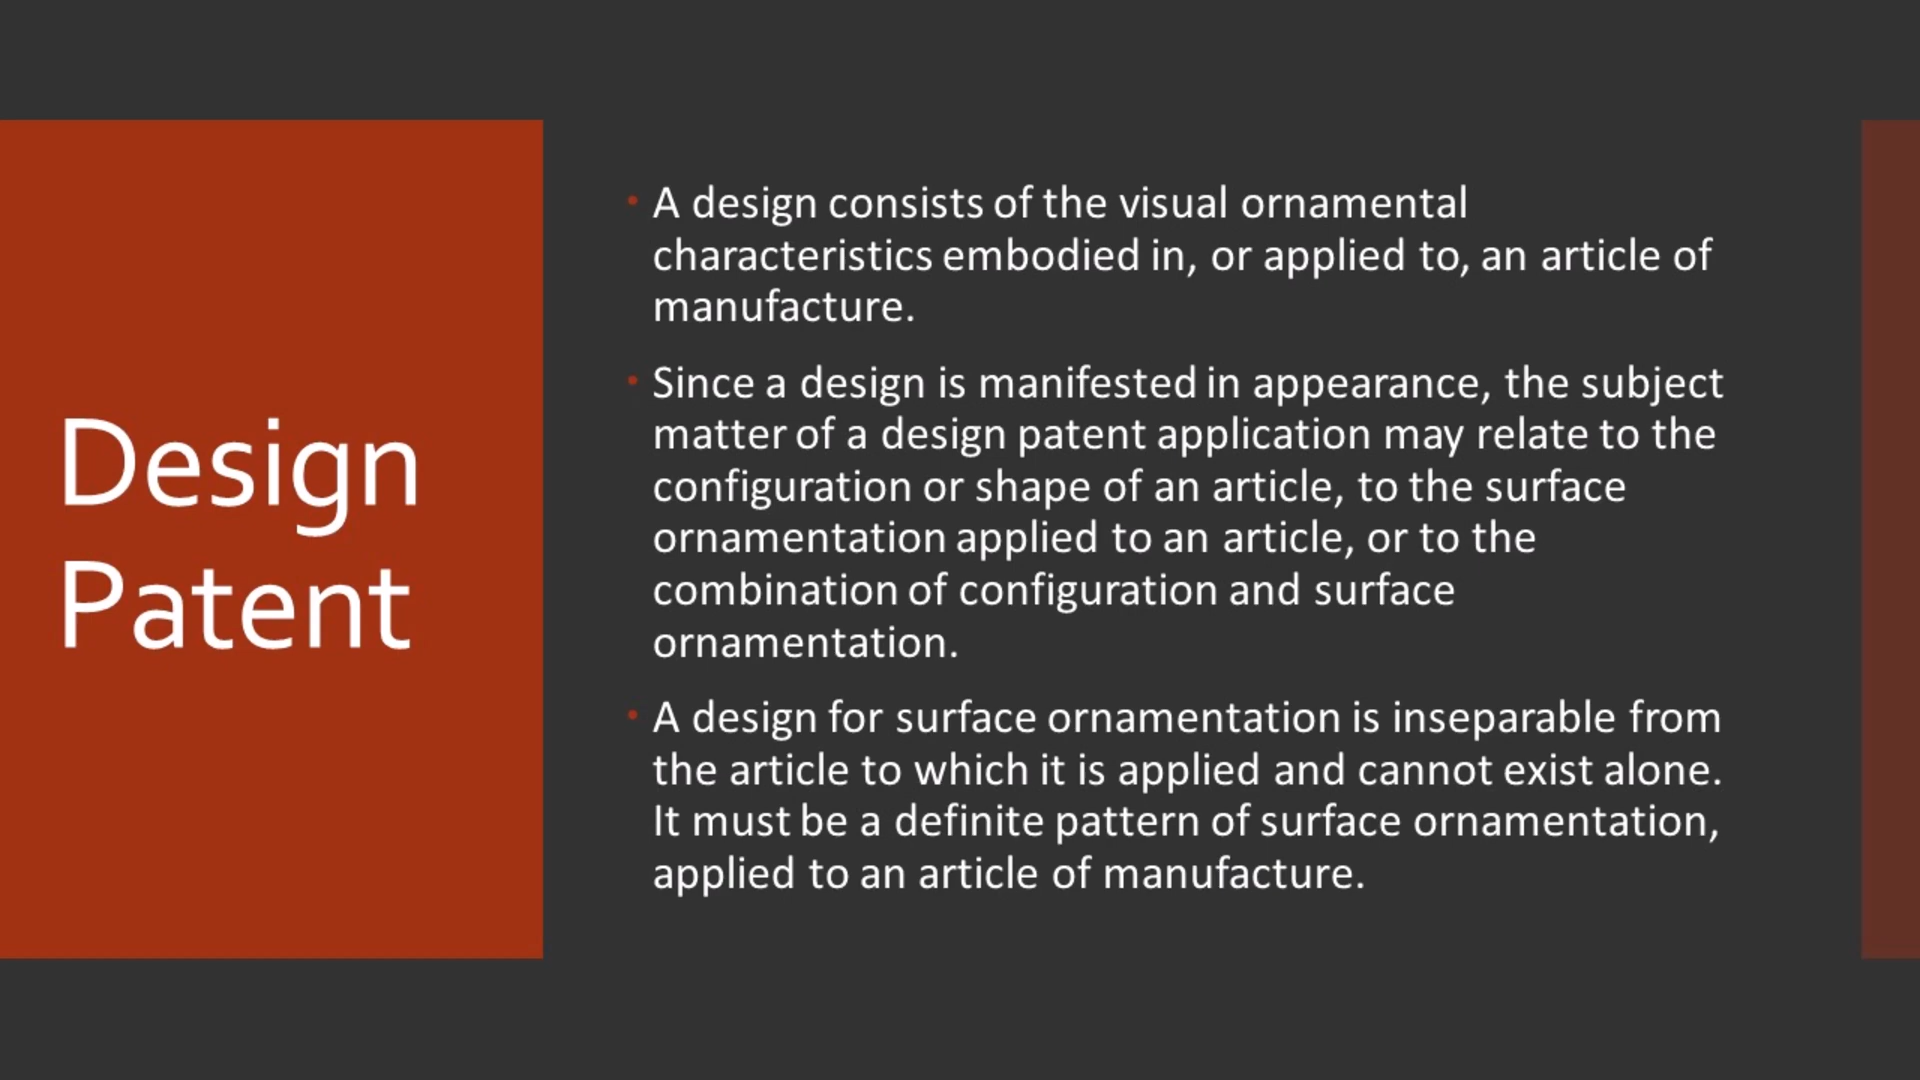 Design
Patent
• A design consists of the visual ornamental
characteristics embodied in, or applied to, an article of
manufacture.
• Since a design is manifested in appearance, the subject
matter of a design patent application may relate to the
configuration or shape of an article, to the surface
ornamentation applied to an article, or to the
combination of configuration and surface
ornamentation.
• A design for surface ornamentation is inseparable from
the article to which it is applied and cannot exist alone.
It must be a definite pattern of surface ornamentation,
applied to an article of manufacture.